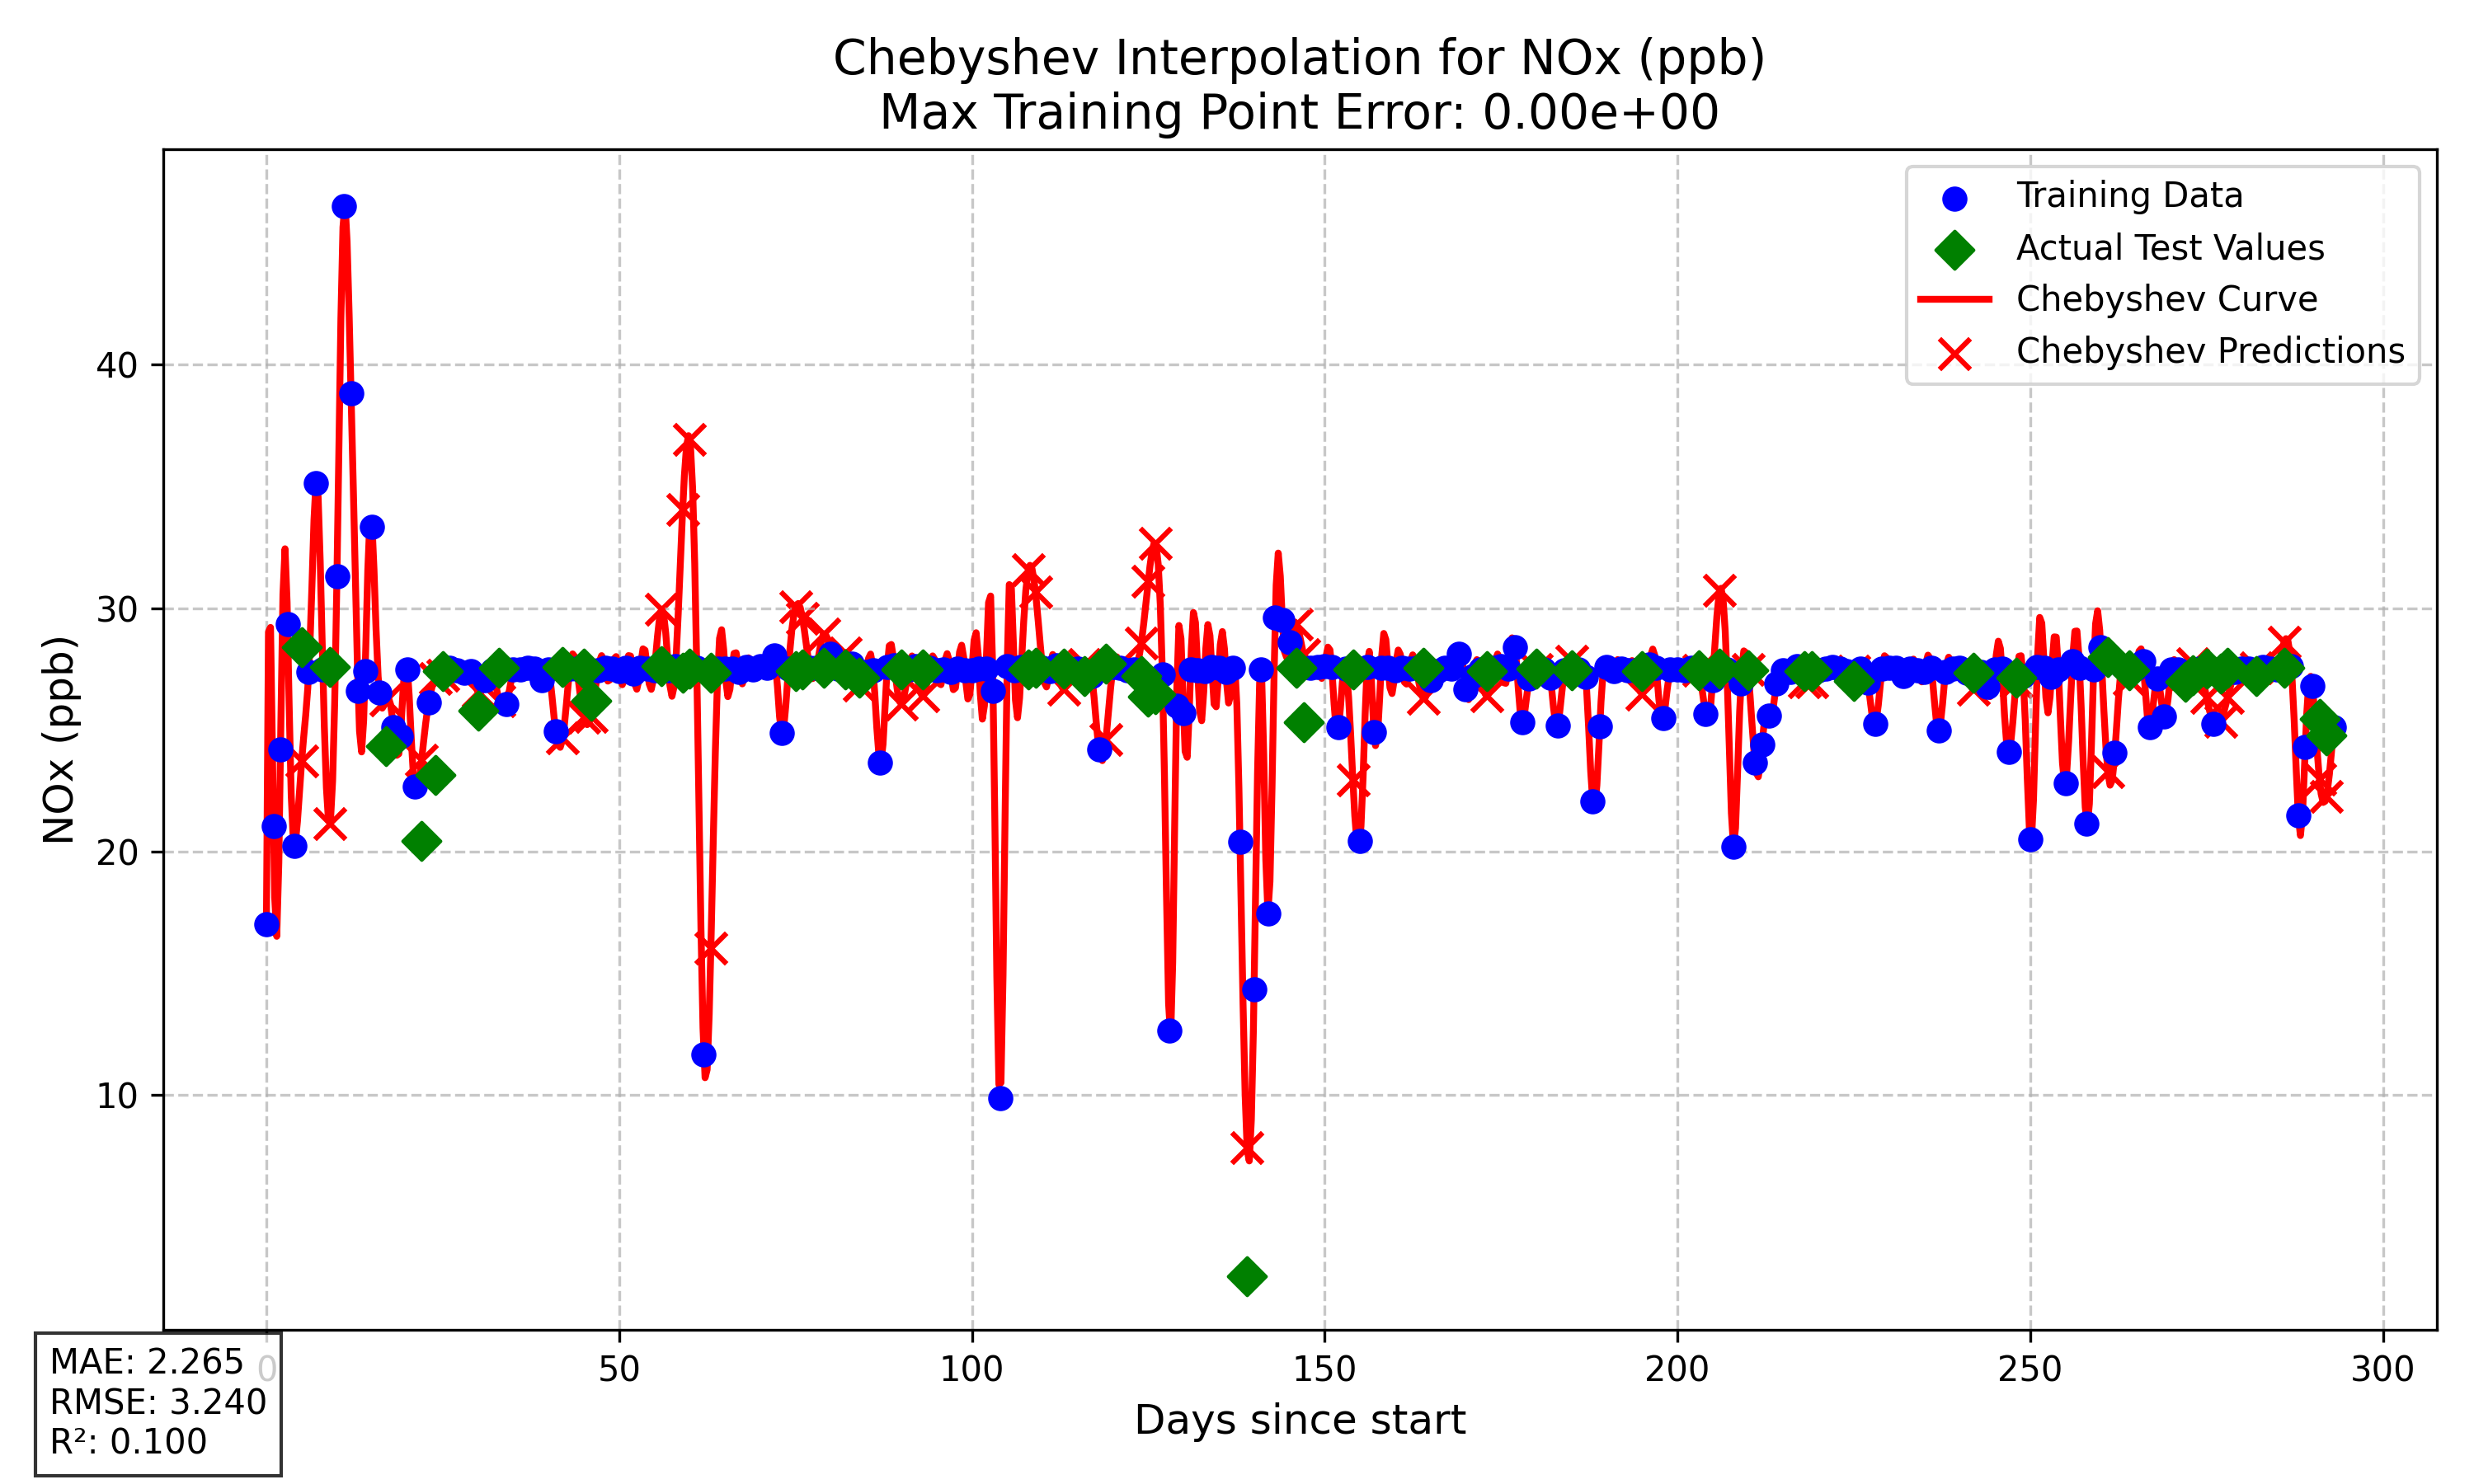 Chebyshev Interpolation for NOx (ppb)
Max Training Point Error: 0.00e+00
Training Data
Actual Test Values
Chebyshev Curve
Chebyshev Predictions
NOx (ppb)
40
30
20
10
0
50
100
150
200
250
300
Days since start
MAE: 2.265
RMSE: 3.240
R²: 0.100